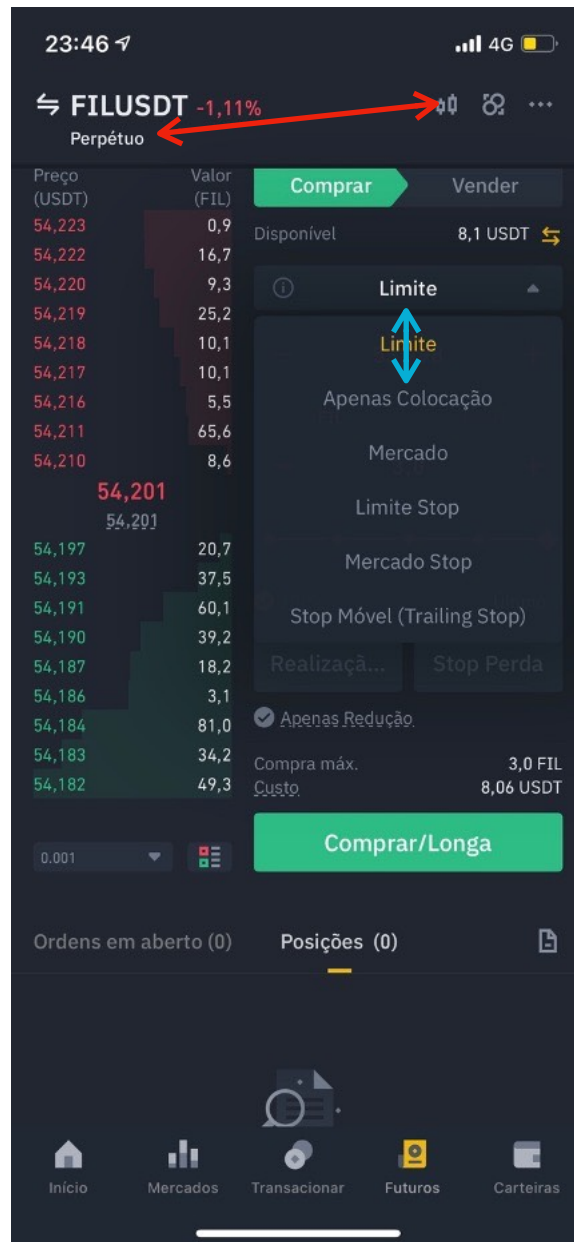 23:46
4G
FILUSDT -1,11%
Perpétuo
Preço (USDT)
Valor (FIL)
54,223 0,9
54,222 16,7
54,220 9,3
54,219 25,2
54,218 10,1
54,217 10,1
54,216 5,5
54,211 65,6
54,210 8,6
54,201
54,201
54,197 20,7
54,193 37,5
54,191 60,1
54,190 39,2
54,187 18,2
54,186 3,1
54,184 81,0
54,183 34,2
54,182 49,3
0.001
Comprar
Vender
Disponível 8,1 USDT
Limite
Limite
Apenas Colocação
Mercado
Limite Stop
Mercado Stop
Stop Móvel (Trailing Stop)
Realizaçã... Stop Perda
Apenas Redução
Compra máx. 3,0 FIL
Custo 8,06 USDT
Comprar/Longa
Ordens em aberto (0) Posições (0)
Início Mercados Transacionar Futuros Carteiras